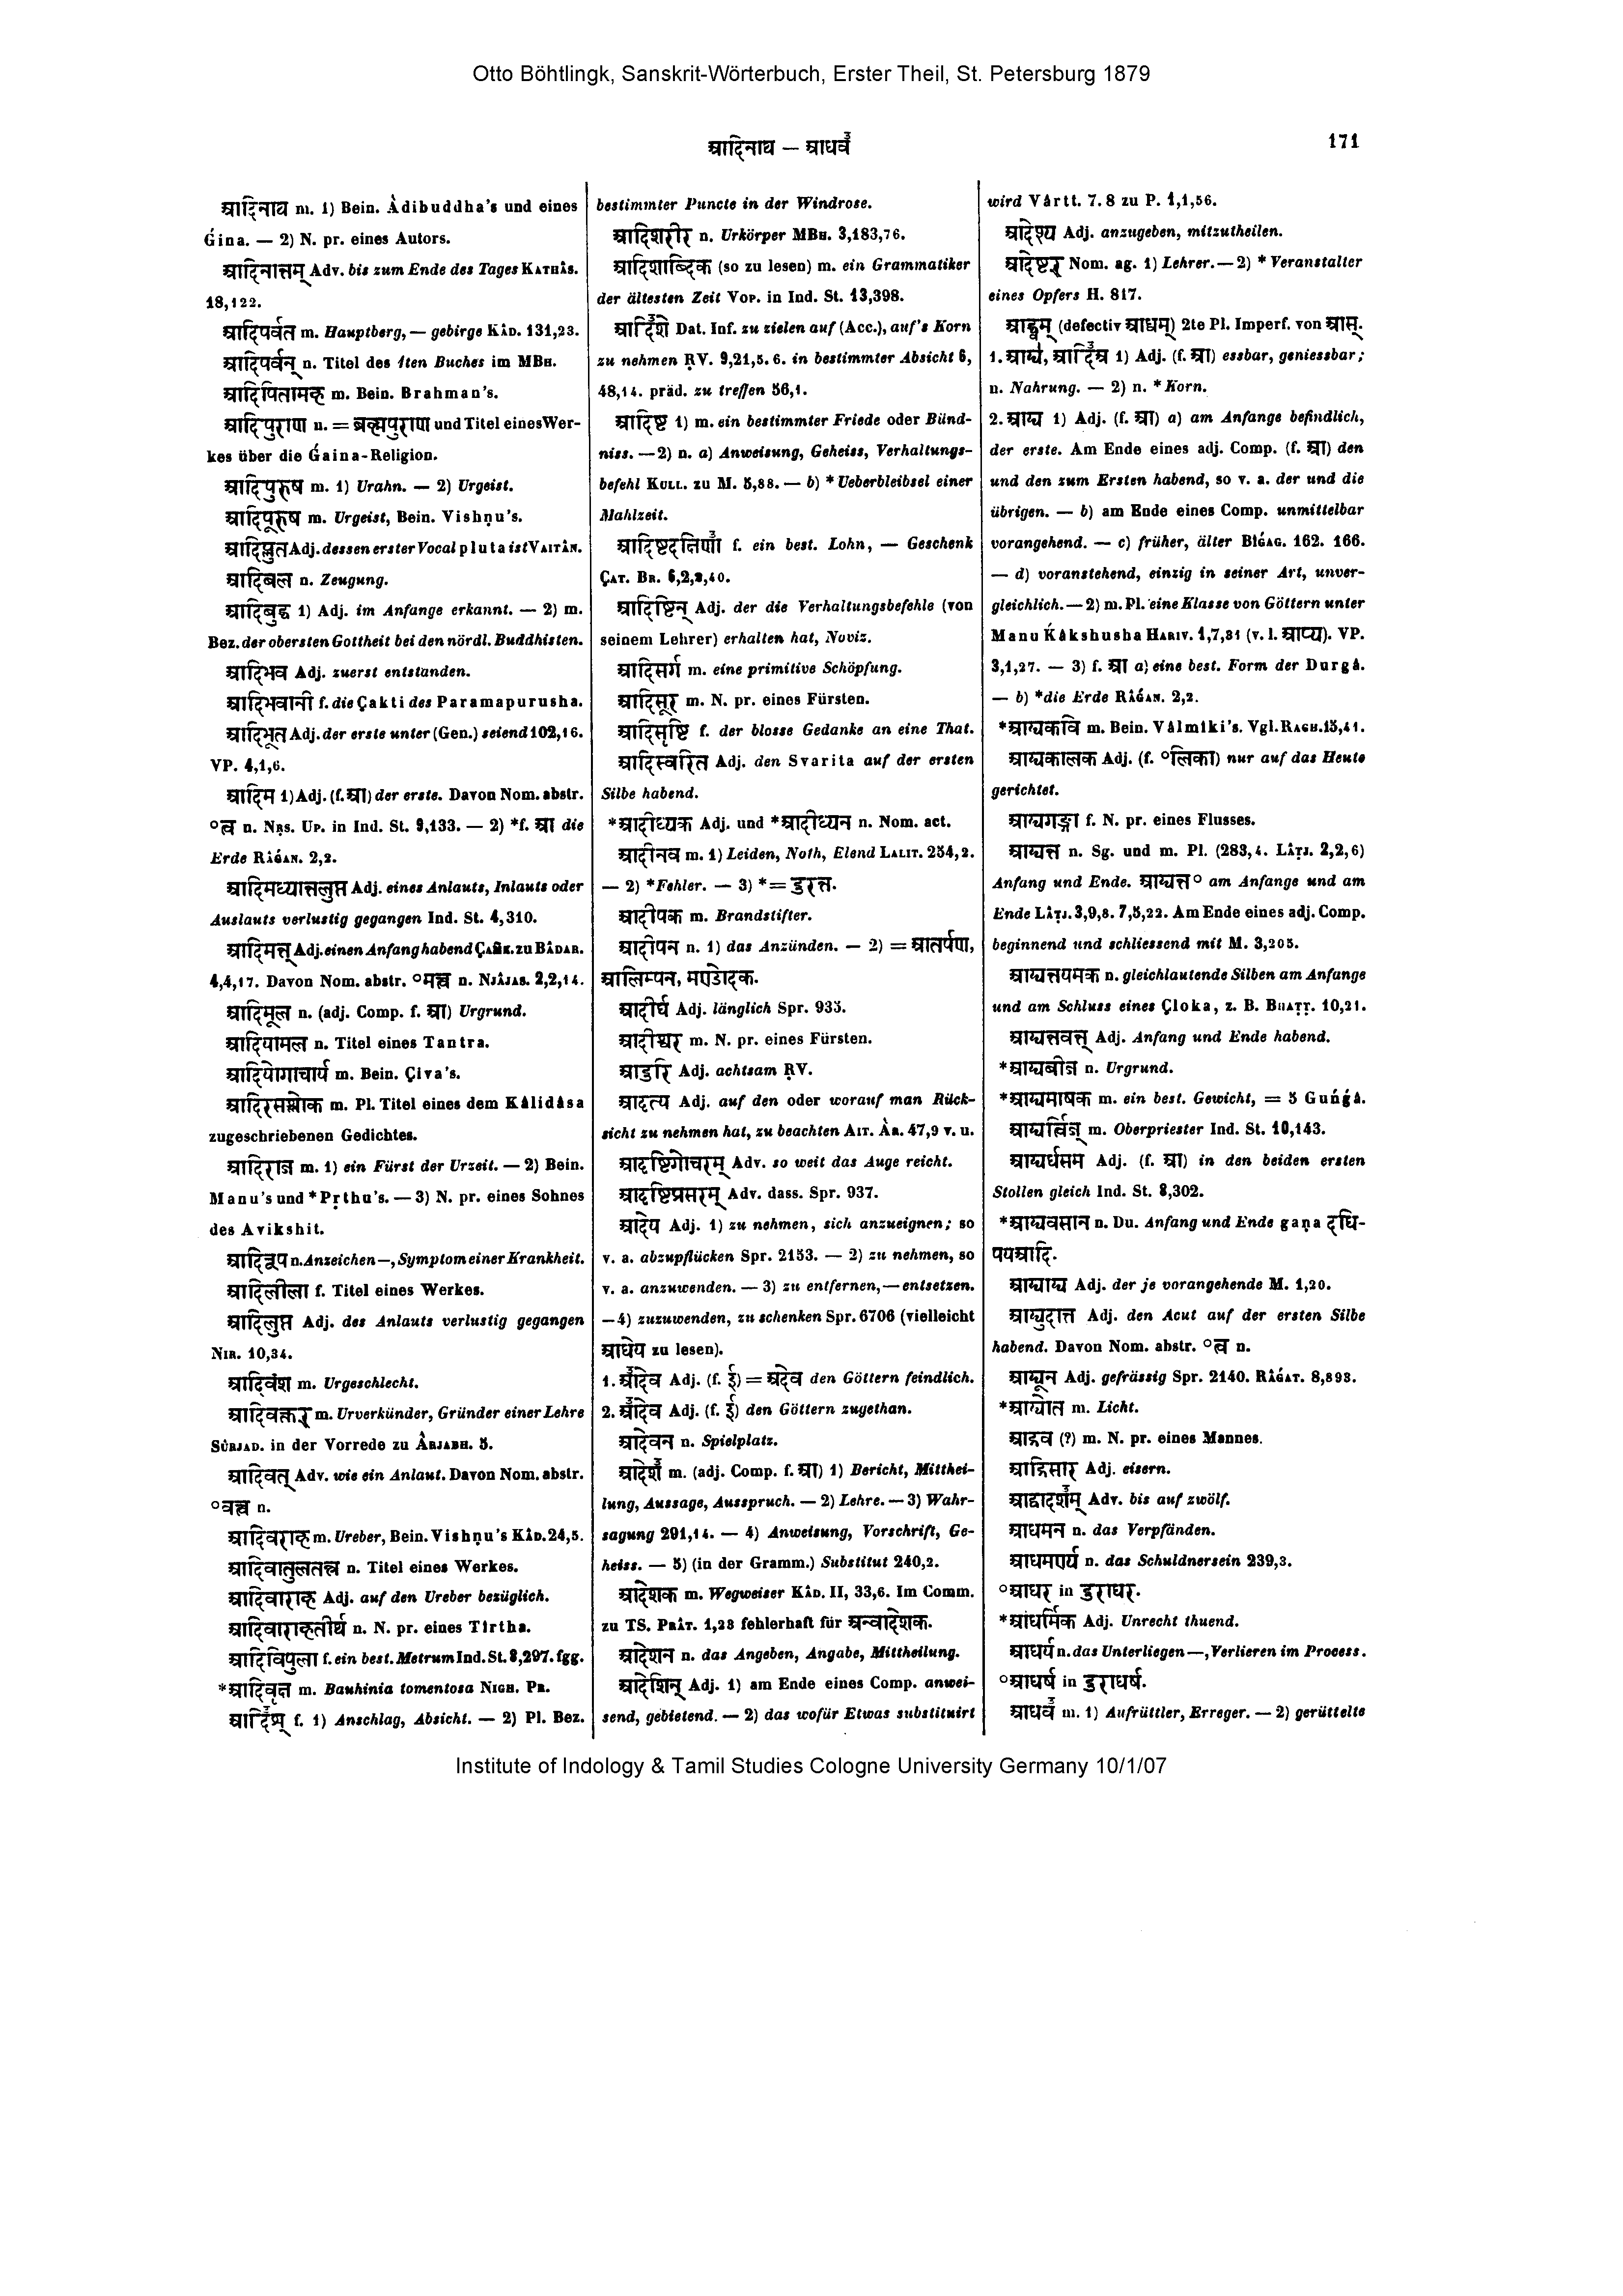 Otto Böhtlingk, Sanskrit-Wörterbuch, Erster Theil, St. Petersburg 1879
आदिनाथ — आधवं
171
आदिनाथ m. 1) Bein. Âdibuddha's und eines
Ǵina. — 2) N. pr. eines Autors.
आदिनान्तम् Adv. bis zum Ende des Tages KATHÂS.
18,122.
आदिपर्वत m. Hauptberg, — gebirge KÂD. 131,23.
आदिपर्वन् n. Titel des 1ten Buches im MBH.
आदिपितामह m. Bein. Brahman's.
आदिपुराण n. = ब्रह्मपुराण und Titel eines Wer-
kes über die Ǵaina-Religion.
आदिपुरुष m. 1) Urahn. — 2) Urgeist.
आदिपूरुष m. Urgeist, Bein. Vishṇu's.
आदिप्लुत Adj. dessen erster Vocal pluta ist VAITÂN.
आदिबल n. Zeugung.
आदिबुद्ध 1) Adj. im Anfange erkannt. — 2) m.
Bez. der obersten Gottheit bei den nördl. Buddhisten.
आदिभव Adj. zuerst entstanden.
आदिभवानी f. die Çakti des Paramapurusha.
आदिभूत Adj. der erste unter (Gen.) seiend 102,16.
VP. 4,1,6.
आदिम 1) Adj. (f. आ) der erste. Davon Nom. abstr.
°त्व n. NṚS. UP. in Ind. St. 9,133. — 2) *f. आ die
Erde RÂǴAN. 2,2.
आदिमध्यान्तलुप्त Adj. eines Anlauts, Inlauts oder
Auslauts verlustig gegangen Ind. St. 4,310.
आदिमत् Adj. einen Anfang habend ÇAṂK. zu BÂDAR.
4,4,17. Davon Nom. abstr. °मत्त्व n. NJÂJAS. 2,2,14.
आदिमूल n. (adj. Comp. f. आ) Urgrund.
आदियामल n. Titel eines Tantra.
आदियोगाचार्य m. Bein. Çiva's.
आदिरसश्लोक m. Pl. Titel eines dem Kâlidâsa
zugeschriebenen Gedichtes.
आदिराज m. 1) ein Fürst der Urzeit. — 2) Bein.
Manu's und *Pṛthu's. — 3) N. pr. eines Sohnes
des Avikshit.
आदिरूप n. Anzeichen —, Symptom einer Krankheit.
आदिलीला f. Titel eines Werkes.
आदिलुप्त Adj. des Anlauts verlustig gegangen
NIR. 10,34.
आदिवंश m. Urgeschlecht.
आदिवक्तर् m. Urverkünder, Gründer einer Lehre
SÛRJAD. in der Vorrede zu ÂRJABH. 5.
आदिवत् Adv. wie ein Anlaut. Davon Nom. abstr.
°वत्त्व n.
आदिवराह m. Ureber, Bein. Vishṇu's KÂD. 24,5.
आदिवातुलतन्त्र n. Titel eines Werkes.
आदिवाराह Adj. auf den Ureber bezüglich.
आदिवाराहतीर्थ n. N. pr. eines Tîrtha.
आदिविपुला f. ein best. Metrum Ind. St. 8,297. fgg.
*आदिवृक्ष m. Bauhinia tomentosa NIGH. PR.
आदिश् f. 1) Anschlag, Absicht. — 2) Pl. Bez.
bestimmter Puncte in der Windrose.
आदिशरीर n. Urkörper MBH. 3,183,76.
आदिशाब्दिक (so zu lesen) m. ein Grammatiker
der ältesten Zeit VOP. in Ind. St. 13,398.
आदिशे Dat. Inf. zu zielen auf (Acc.), auf's Korn
zu nehmen ṚV. 9,21,5. 6. in bestimmter Absicht 6,
48,14. präd. zu treffen 56,1.
आदिष्ट 1) m. ein bestimmter Friede oder Bünd-
niss. — 2) n. a) Anweisung, Geheiss, Verhaltungs-
befehl KULL. zu M. 5,88. — b) *Ueberbleibsel einer
Mahlzeit.
आदिष्टदक्षिणा f. ein best. Lohn, — Geschenk
ÇAT. BR. 6,2,2,40.
आदिष्टिन् Adj. der die Verhaltungsbefehle (von
seinem Lehrer) erhalten hat, Noviz.
आदिसर्ग m. eine primitive Schöpfung.
आदिसूर m. N. pr. eines Fürsten.
आदिसृष्टि f. der blosse Gedanke an eine That.
आदिस्वरित Adj. den Svarita auf der ersten
Silbe habend.
*आदीध्यक Adj. und *आदीध्यन n. Nom. act.
आदीनव m. 1) Leiden, Noth, Elend LALIT. 254,2.
— 2) *Fehler. — 3) *= दुरन्त.
आदीपक m. Brandstifter.
आदीपन n. 1) das Anzünden. — 2) = आतर्पण,
आलिम्पन, मण्डोदक.
आदीर्घ Adj. länglich Spr. 935.
आदीश्वर m. N. pr. eines Fürsten.
आदुरि Adj. achtsam ṚV.
आदृत्य Adj. auf den oder worauf man Rück-
sicht zu nehmen hat, zu beachten AIT. ÂR. 47,9 v. u.
आदृष्टिगोचरम् Adv. so weit das Auge reicht.
आदृष्टिप्रसरम् Adv. dass. Spr. 937.
आदेय Adj. 1) zu nehmen, sich anzueignen; so
v. a. abzupflücken Spr. 2153. — 2) zu nehmen, so
v. a. anzuwenden. — 3) zu entfernen, — entsetzen.
— 4) zuzuwenden, zu schenken Spr. 6706 (vielleicht
आधेय zu lesen).
1. आदेव Adj. (f. ई) = अदेव den Göttern feindlich.
2. आदेव Adj. (f. ई) den Göttern zugethan.
आदेवन n. Spielplatz.
आदेश m. (adj. Comp. f. आ) 1) Bericht, Mitthei-
lung, Aussage, Ausspruch. — 2) Lehre. — 3) Wahr-
sagung 291,14. — 4) Anweisung, Vorschrift, Ge-
heiss. — 5) (in der Gramm.) Substitut 240,2.
आदेशक m. Wegweiser KÂD. II, 33,6. Im Comm.
zu TS. PRÂT. 1,28 fehlerhaft für अन्वादेशक.
आदेशन n. das Angeben, Angabe, Mittheilung.
आदेशिन् Adj. 1) am Ende eines Comp. anwei-
send, gebietend. — 2) das wofür Etwas substituirt
wird Vârtt. 7. 8 zu P. 1,1,56.
आदेश्य Adj. anzugeben, mitzutheilen.
आदेष्टर् Nom. ag. 1) Lehrer. — 2) *Veranstalter
eines Opfers H. 817.
आद्ध्वम् (defectiv आध्वम्) 2te Pl. Imperf. von आस्.
1. आद्य, आदिअ 1) Adj. (f. आ) essbar, geniessbar;
n. Nahrung. — 2) n. *Korn.
2. आद्य 1) Adj. (f. आ) a) am Anfange befindlich,
der erste. Am Ende eines adj. Comp. (f. आ) den
und den zum Ersten habend, so v. a. der und die
übrigen. — b) am Ende eines Comp. unmittelbar
vorangehend. — c) früher, älter BÎǴAG. 162. 166.
— d) voranstehend, einzig in seiner Art, unver-
gleichlich. — 2) m. Pl. eine Klasse von Göttern unter
Manu Ḱâkshusha HARIV. 1,7,31 (v. l. आप्य). VP.
3,1,27. — 3) f. आ a) eine best. Form der Durgâ.
— b) *die Erde RÂǴAN. 2,2.
*आद्यकवि m. Bein. Vâlmîki's. Vgl. RAGH. 15,41.
आद्यकालक Adj. (f. °लिका) nur auf das Heute
gerichtet.
आद्यगङ्गा f. N. pr. eines Flusses.
आद्यन्त n. Sg. und m. Pl. (283,4. LÂṬJ. 2,2,6)
Anfang und Ende. आद्यन्त° am Anfange und am
Ende LÂṬJ. 3,9,8. 7,5,22. Am Ende eines adj. Comp.
beginnend und schliessend mit M. 3,205.
आद्यन्तयमक n. gleichlautende Silben am Anfange
und am Schluss eines Çloka, z. B. BHAṬṬ. 10,21.
आद्यन्तवत् Adj. Anfang und Ende habend.
*आद्यबीज n. Urgrund.
*आद्यमाषक m. ein best. Gewicht, = 5 Guńǵâ.
आद्यर्त्विज् m. Oberpriester Ind. St. 10,143.
आद्यर्धसम Adj. (f. आ) in den beiden ersten
Stollen gleich Ind. St. 8,302.
*आद्यवसान n. Du. Anfang und Ende gaṇa दधि-
पयआदि.
आद्याद्य Adj. der je vorangehende M. 1,20.
आद्युदात्त Adj. den Acut auf der ersten Silbe
habend. Davon Nom. abstr. °त्व n.
आद्यून Adj. gefrässig Spr. 2140. RÂǴAT. 8,893.
*आद्योत m. Licht.
आद्रव (?) m. N. pr. eines Mannes.
आद्रिसार Adj. eisern.
आद्वादशम् Adv. bis auf zwölf.
आधमन n. das Verpfänden.
आधमर्ण्य n. das Schuldnersein 239,3.
°आधर in दुराधर.
*आधर्मिक Adj. Unrecht thuend.
आधर्य n. das Unterliegen —, Verlieren im Process.
°आधर्ष in दुराधर्ष.
आधव m. 1) Aufrüttler, Erreger. — 2) gerüttelte
Institute of Indology & Tamil Studies Cologne University Germany 10/1/07